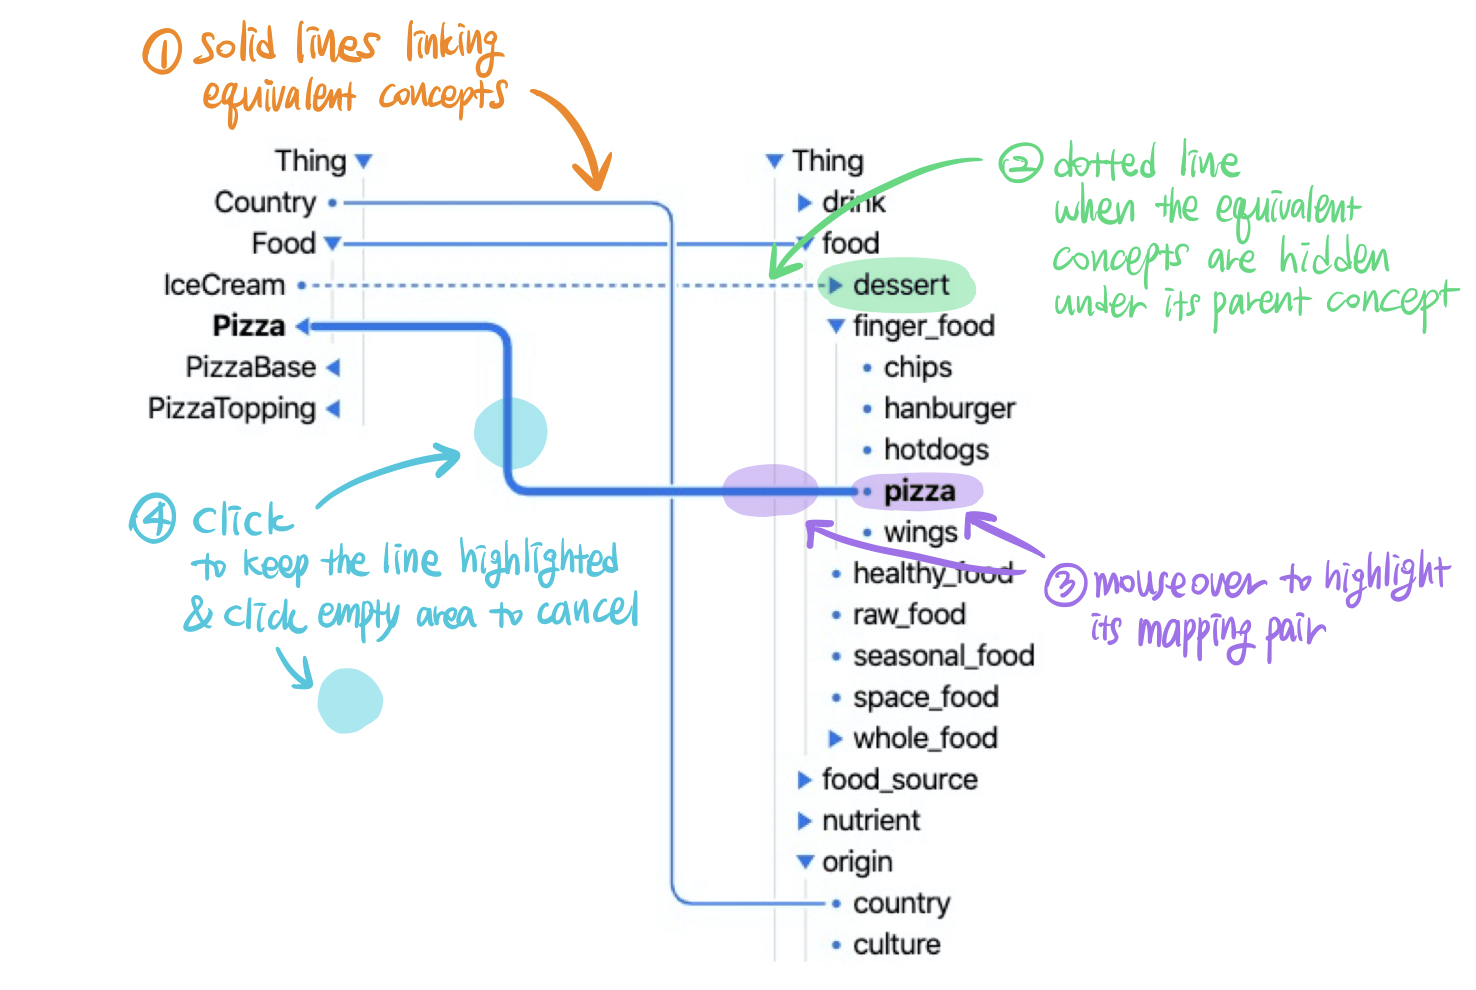 ① solid lines linking
equivalent concepts
Thing
Country
Food
IceCream
Pizza
PizzaBase
PizzaTopping
Thing
drink
food
dessert
finger_food
chips
hanburger
hotdogs
pizza
wings
healthy_food
raw_food
seasonal_food
space_food
whole_food
food_source
nutrient
origin
country
culture
② dotted line
when the equivalent
concepts are hidden
under its parent concept
③ mouseover to highlight
its mapping pair
④ click
to keep the line highlighted
& click empty area to cancel